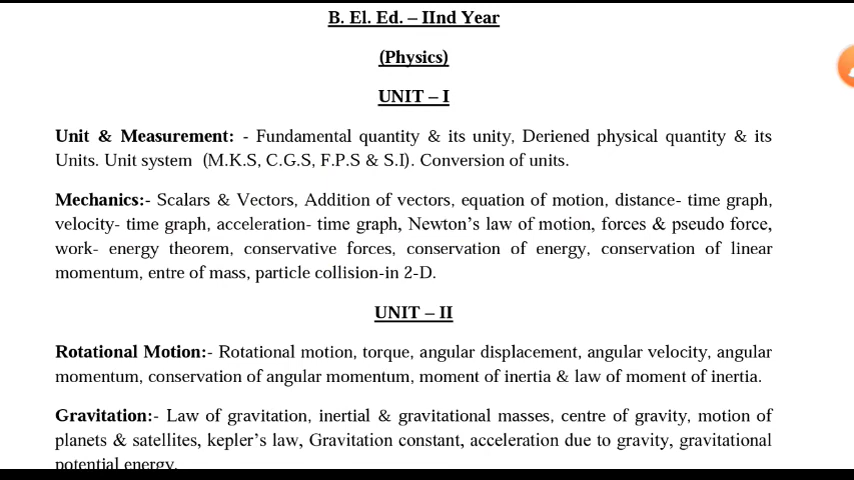 B. El. Ed. – IInd Year
(Physics)
UNIT – I
Unit & Measurement: - Fundamental quantity & its unity, Deriened physical quantity & its
Units. Unit system (M.K.S, C.G.S, F.P.S & S.I). Conversion of units.
Mechanics:- Scalars & Vectors, Addition of vectors, equation of motion, distance- time graph,
velocity- time graph, acceleration- time graph, Newton's law of motion, forces & pseudo force,
work- energy theorem, conservative forces, conservation of energy, conservation of linear
momentum, entre of mass, particle collision-in 2-D.
UNIT – II
Rotational Motion:- Rotational motion, torque, angular displacement, angular velocity, angular
momentum, conservation of angular momentum, moment of inertia & law of moment of inertia.
Gravitation:- Law of gravitation, inertial & gravitational masses, centre of gravity, motion of
planets & satellites, kepler's law, Gravitation constant, acceleration due to gravity, gravitational
potential energy.